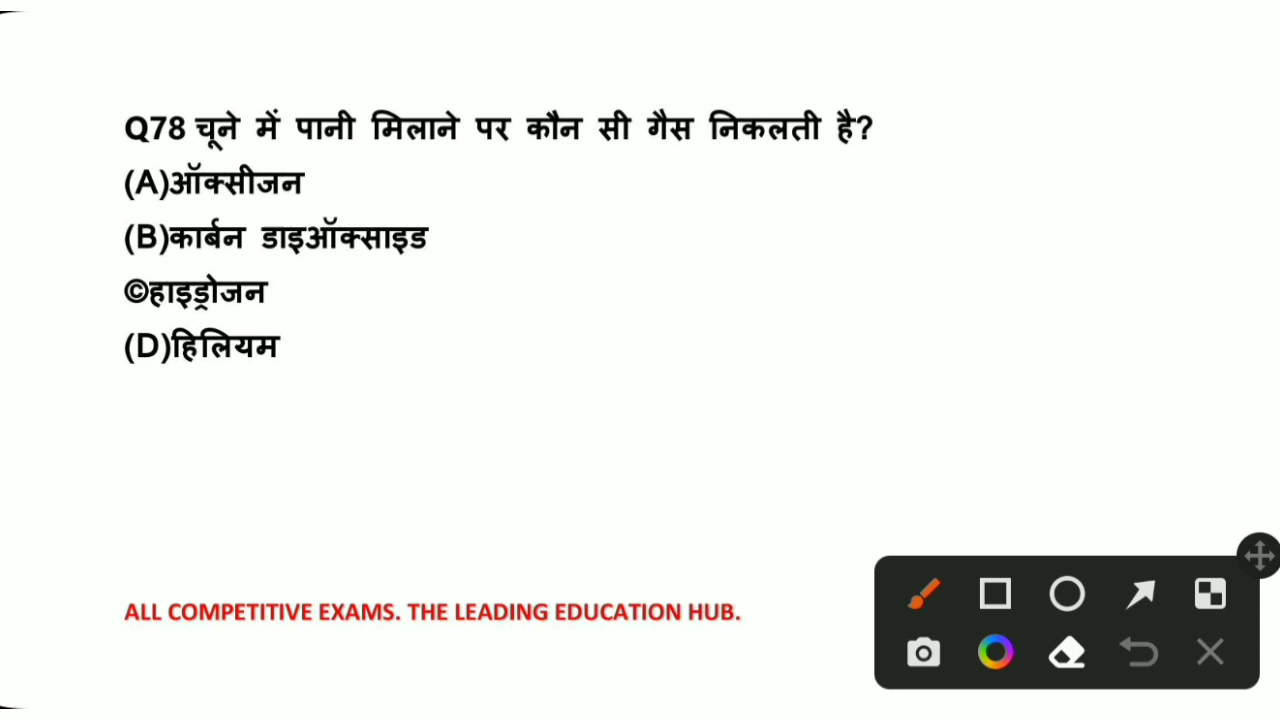 Q78 चूने में पानी मिलाने पर कौन सी गैस निकलती है?
(A)ऑक्सीजन
(B)कार्बन डाइऑक्साइड
©हाइड्रोजन
(D)हिलियम
ALL COMPETITIVE EXAMS. THE LEADING EDUCATION HUB.